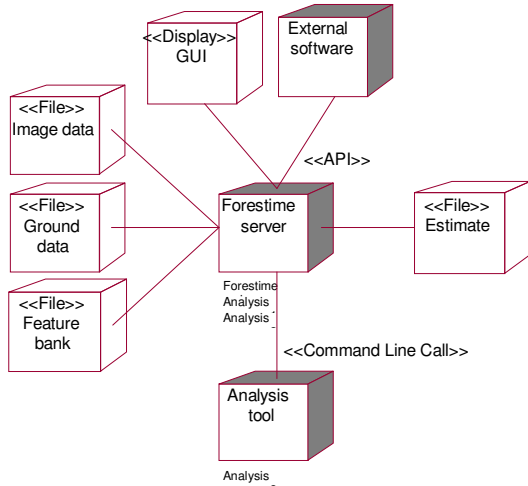 <<Display>>
GUI
External
software
<<File>>
Image data
<<API>>
<<File>>
Ground
data
Forestime
server
<<File>>
Estimate
<<File>>
Feature
bank
Forestime
Analysis
Analysis
<<Command Line Call>>
Analysis
tool
Analysis